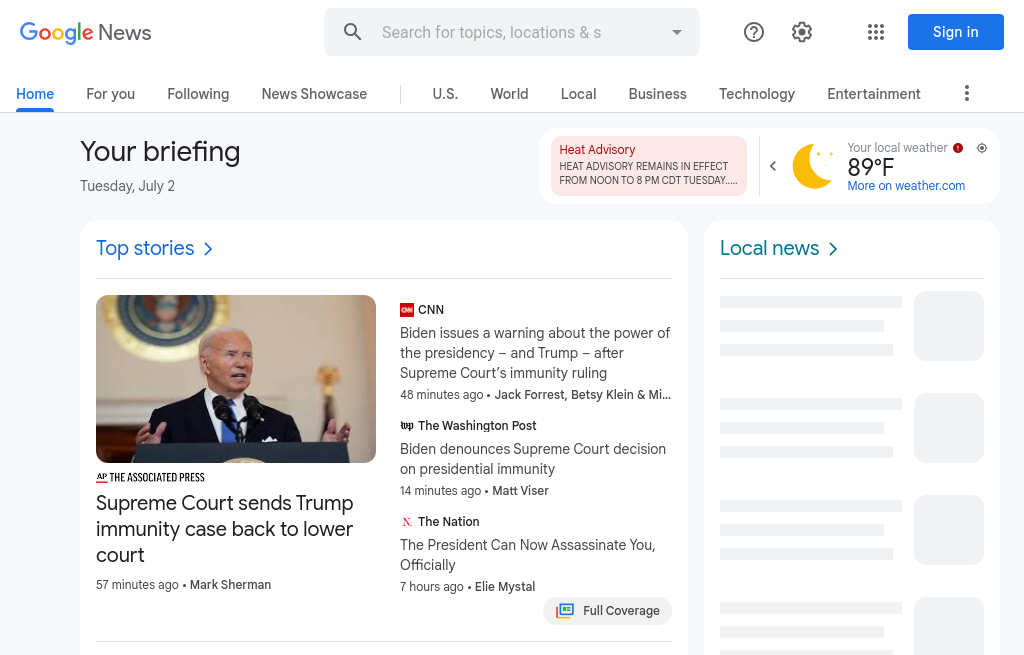 Google News
Search for topics, locations & s
Sign in
Home
For you
Following
News Showcase
U.S.
World
Local
Business
Technology
Entertainment
Your briefing
Tuesday, July 2
Heat Advisory
HEAT ADVISORY REMAINS IN EFFECT
FROM NOON TO 8 PM CDT TUESDAY.…
Your local weather
89°F
More on weather.com
Top stories
AP THE ASSOCIATED PRESS
Supreme Court sends Trump
immunity case back to lower
court
57 minutes ago • Mark Sherman
CNN CNN
Biden issues a warning about the power of
the presidency – and Trump – after
Supreme Court’s immunity ruling
48 minutes ago • Jack Forrest, Betsy Klein & Mi…
wp The Washington Post
Biden denounces Supreme Court decision
on presidential immunity
14 minutes ago • Matt Viser
N. The Nation
The President Can Now Assassinate You,
Officially
7 hours ago • Elie Mystal
Full Coverage
Local news